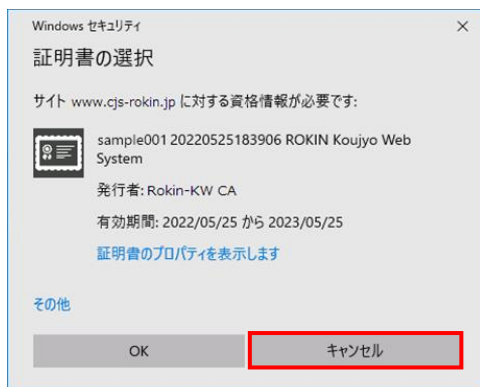 Windows セキュリティ
証明書の選択
サイト www.cjs-rokin.jp に対する資格情報が必要です:
sample001 20220525183906 ROKIN Koujyo Web
System
発行者: Rokin-KW CA
有効期間: 2022/05/25 から 2023/05/25
証明書のプロパティを表示します
その他
OK
キャンセル